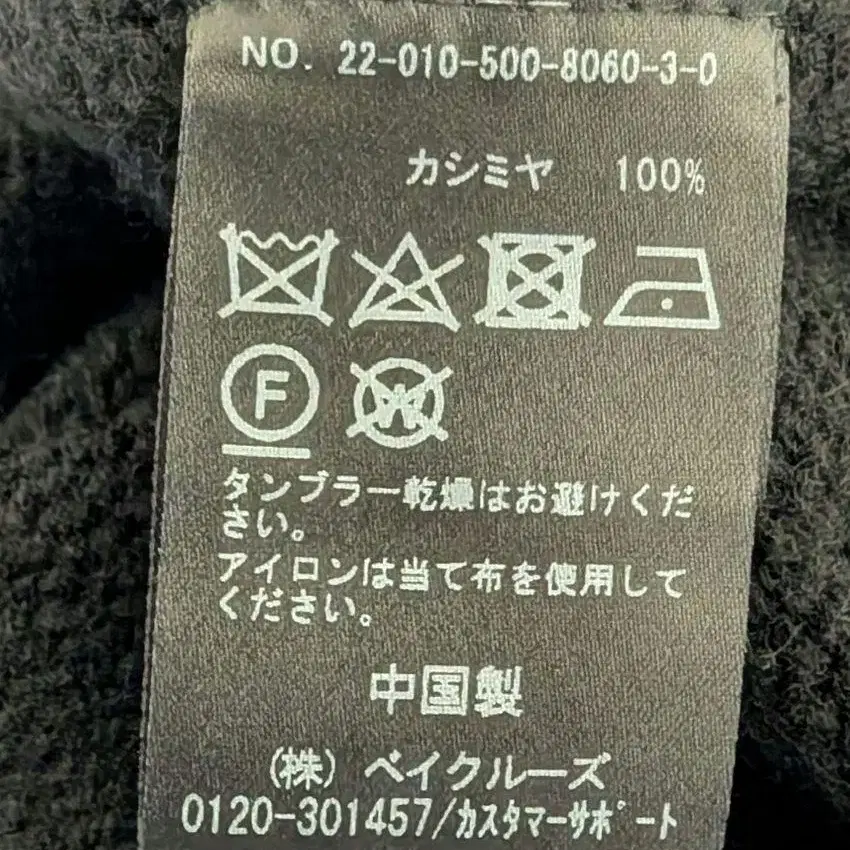 NO. 22-010-500-8060-3-0
カシミヤ 100%
F
W
タンブラー乾燥はお避けくだ
さい。
アイロンは当て布を使用して
ください。
中国製
(株) ベイクルーズ
0120-301457/カスタマーサポート